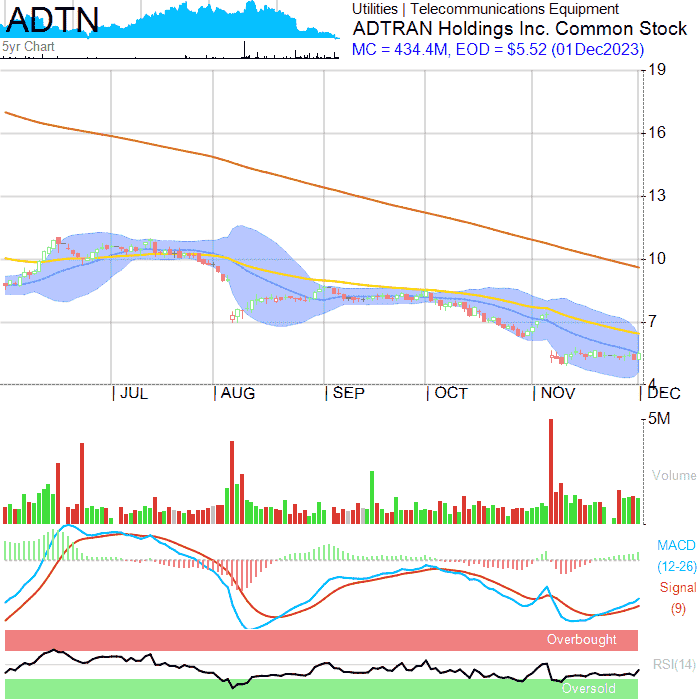 ADTN
Utilities | Telecommunications Equipment
ADTRAN Holdings Inc. Common Stock
MC = 434.4M, EOD = $5.52 (01Dec2023)
5yr Chart
19
16
13
10
7
4
JUL AUG SEP OCT NOV DEC
5M
Volume
MACD
(12-26)
Signal
(9)
Overbought
RSI(14)
Oversold